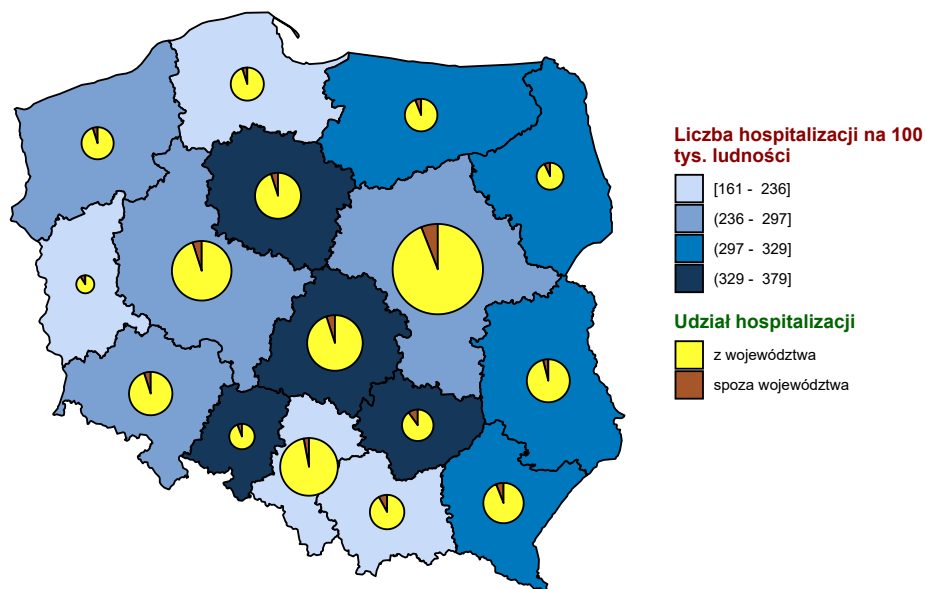 Liczba hospitalizacji na 100
tys. ludności
[161 - 236]
(236 - 297]
(297 - 329]
(329 - 379]
Udział hospitalizacji
z województwa
spoza województwa